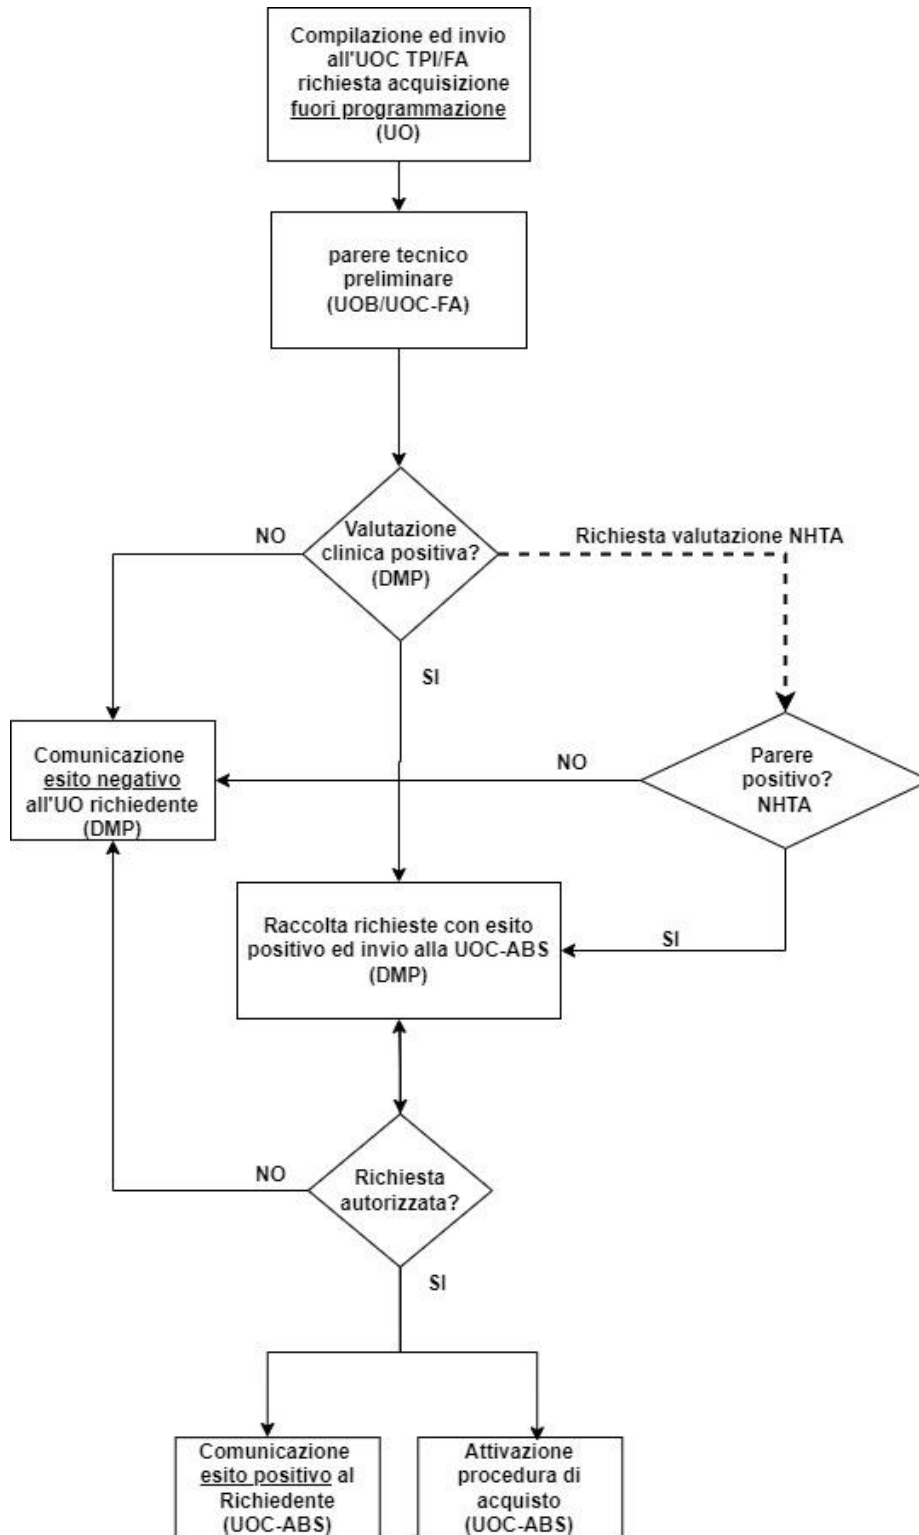 Compilazione ed invio
all'UOC TPI/FA
richiesta acquisizione
fuori programmazione
(UO)
parere tecnico
preliminare
(UOB/UOC-FA)
Valutazione
clinica positiva?
(DMP)
NO
Richiesta valutazione NHTA
SI
Comunicazione
esito negativo
all'UO richiedente
(DMP)
NO
Parere
positivo?
NHTA
Raccolta richieste con esito
positivo ed invio alla UOC-ABS
(DMP)
SI
NO
Richiesta
autorizzata?
SI
Comunicazione
esito positivo al
Richiedente
(UOC-ABS)
Attivazione
procedura di
acquisto
(UOC-ABS)